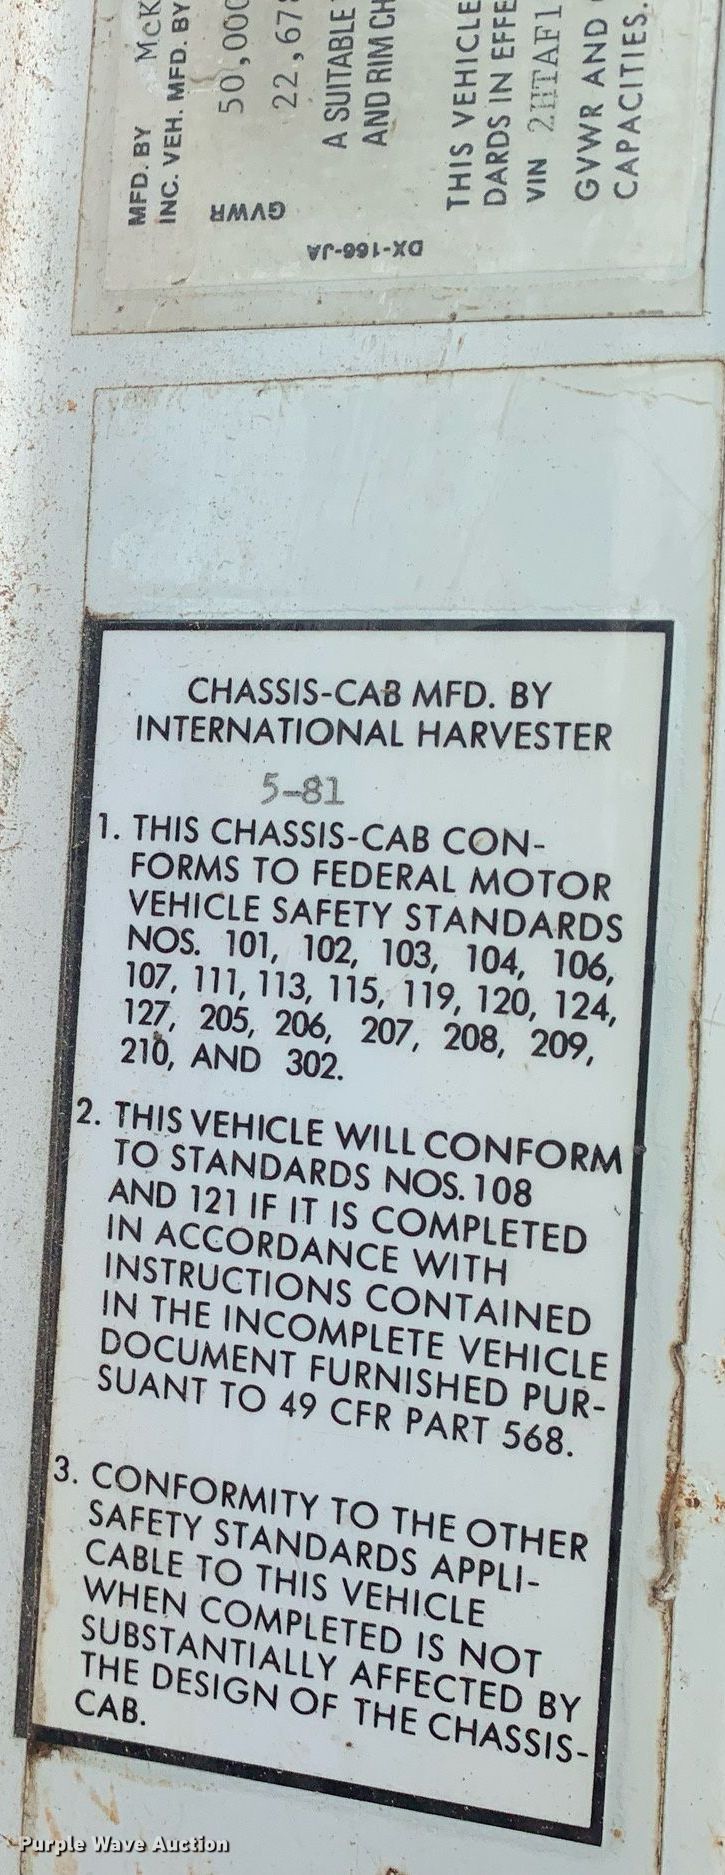 MFD. BY McK
INC. VEH. MFD. BY
GVWR
50,000
22,678
A SUITABLE
AND RIM CH
THIS VEHICLE
DARDS IN EFFE
VIN 2HTAF1
GVWR AND
CAPACITIES.
DX-166-JA
CHASSIS-CAB MFD. BY
INTERNATIONAL HARVESTER
5-81
1. THIS CHASSIS-CAB CON-
FORMS TO FEDERAL MOTOR
VEHICLE SAFETY STANDARDS
NOS. 101, 102, 103, 104, 106,
107, 111, 113, 115, 119, 120, 124,
127, 205, 206, 207, 208, 209,
210, AND 302.
2. THIS VEHICLE WILL CONFORM
TO STANDARDS NOS. 108
AND 121 IF IT IS COMPLETED
IN ACCORDANCE WITH
INSTRUCTIONS CONTAINED
IN THE INCOMPLETE VEHICLE
DOCUMENT FURNISHED PUR-
SUANT TO 49 CFR PART 568.
3. CONFORMITY TO THE OTHER
SAFETY STANDARDS APPLI-
CABLE TO THIS VEHICLE
WHEN COMPLETED IS NOT
SUBSTANTIALLY AFFECTED BY
THE DESIGN OF THE CHASSIS-
CAB.
Purple Wave Auction